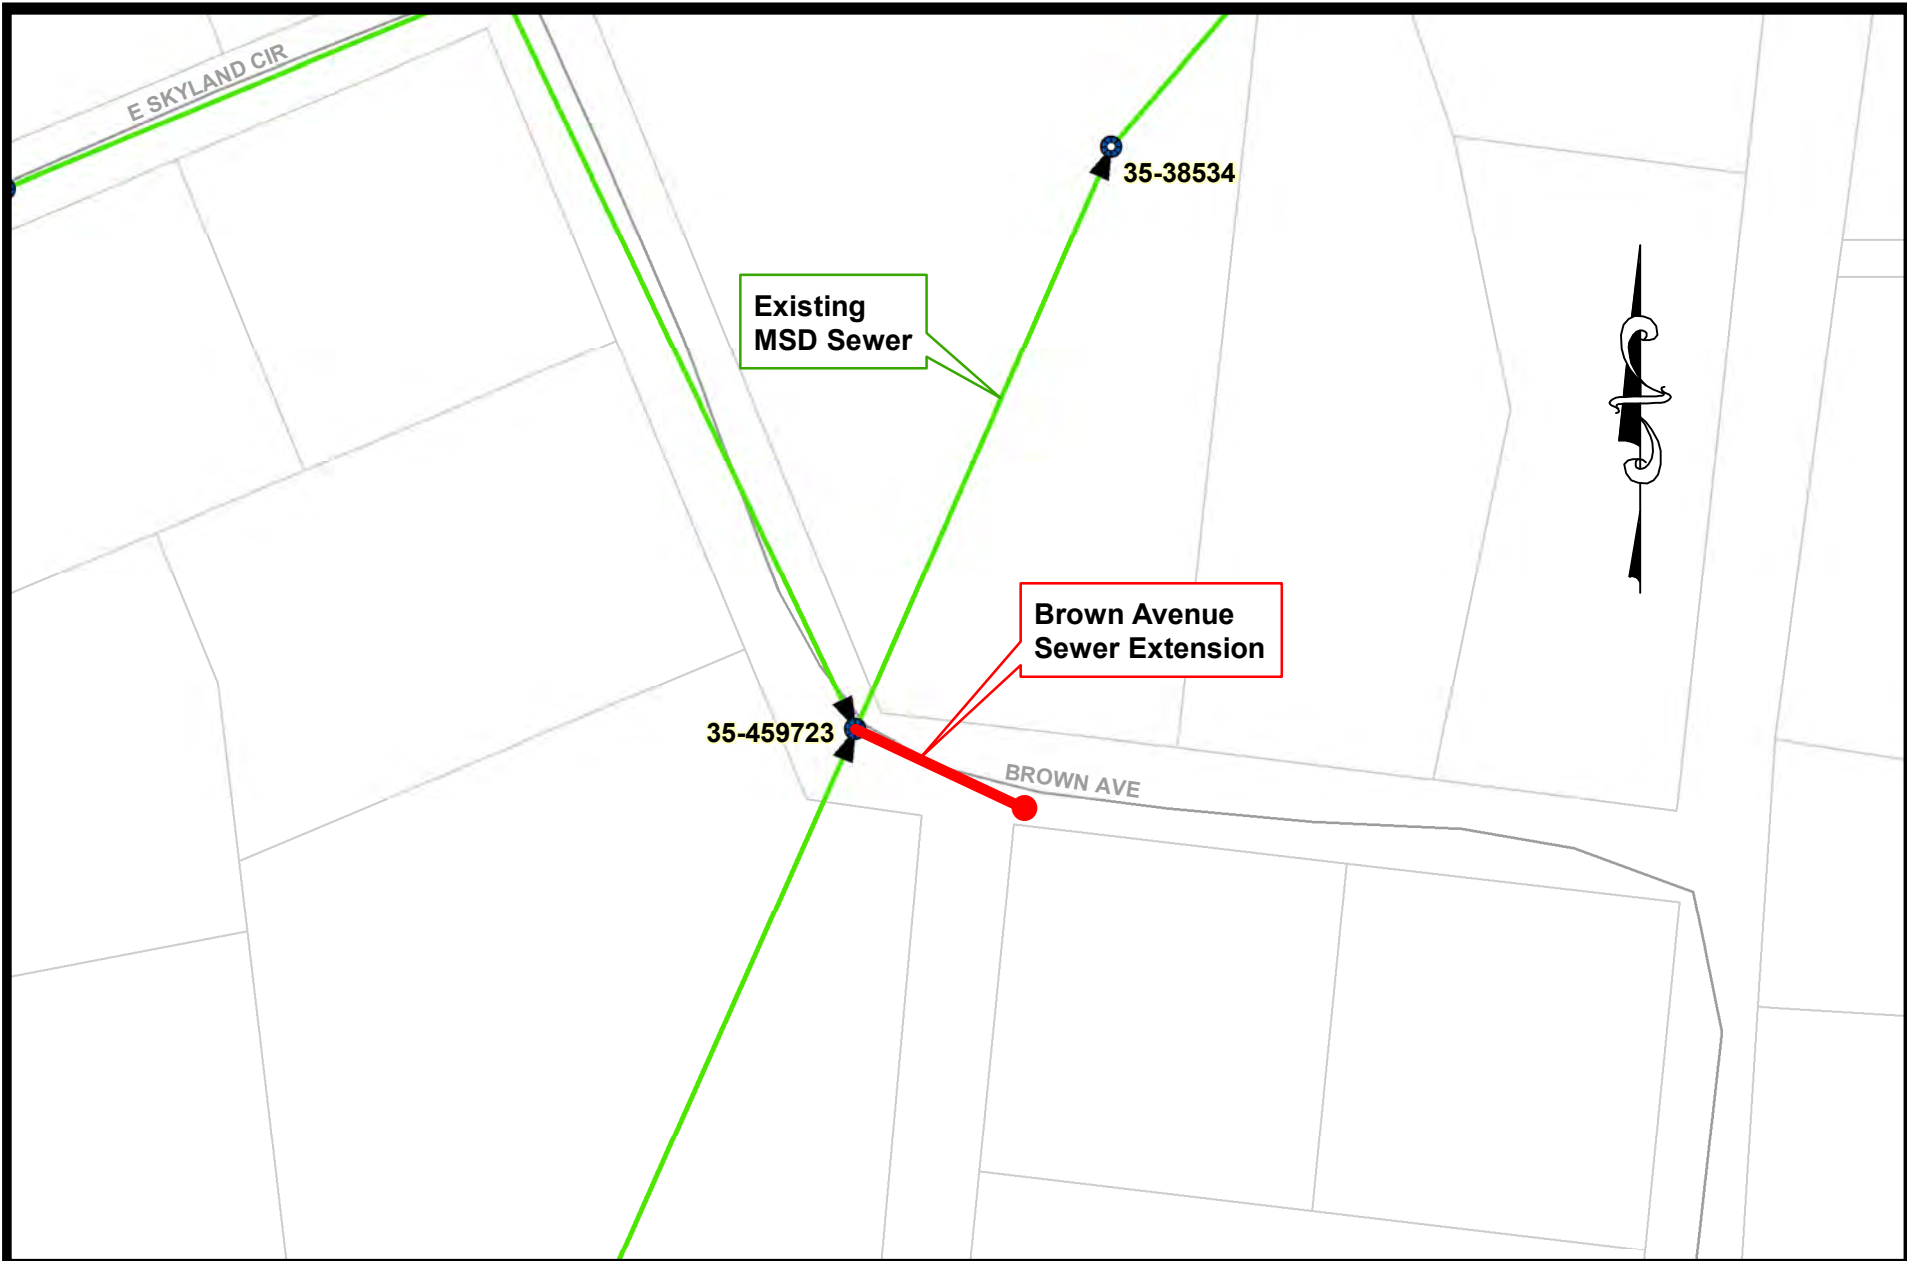 E SKYLAND CIR
35-38534
Existing
MSD Sewer
Brown Avenue
Sewer Extension
35-459723
BROWN AVE